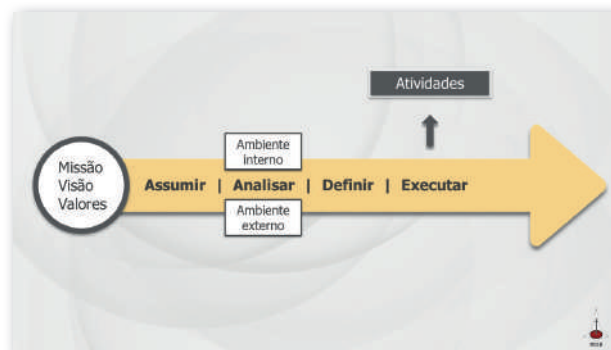 Atividades
Ambiente
interno
Missão
Visão
Valores
Assumir | Analisar | Definir | Executar
Ambiente
externo